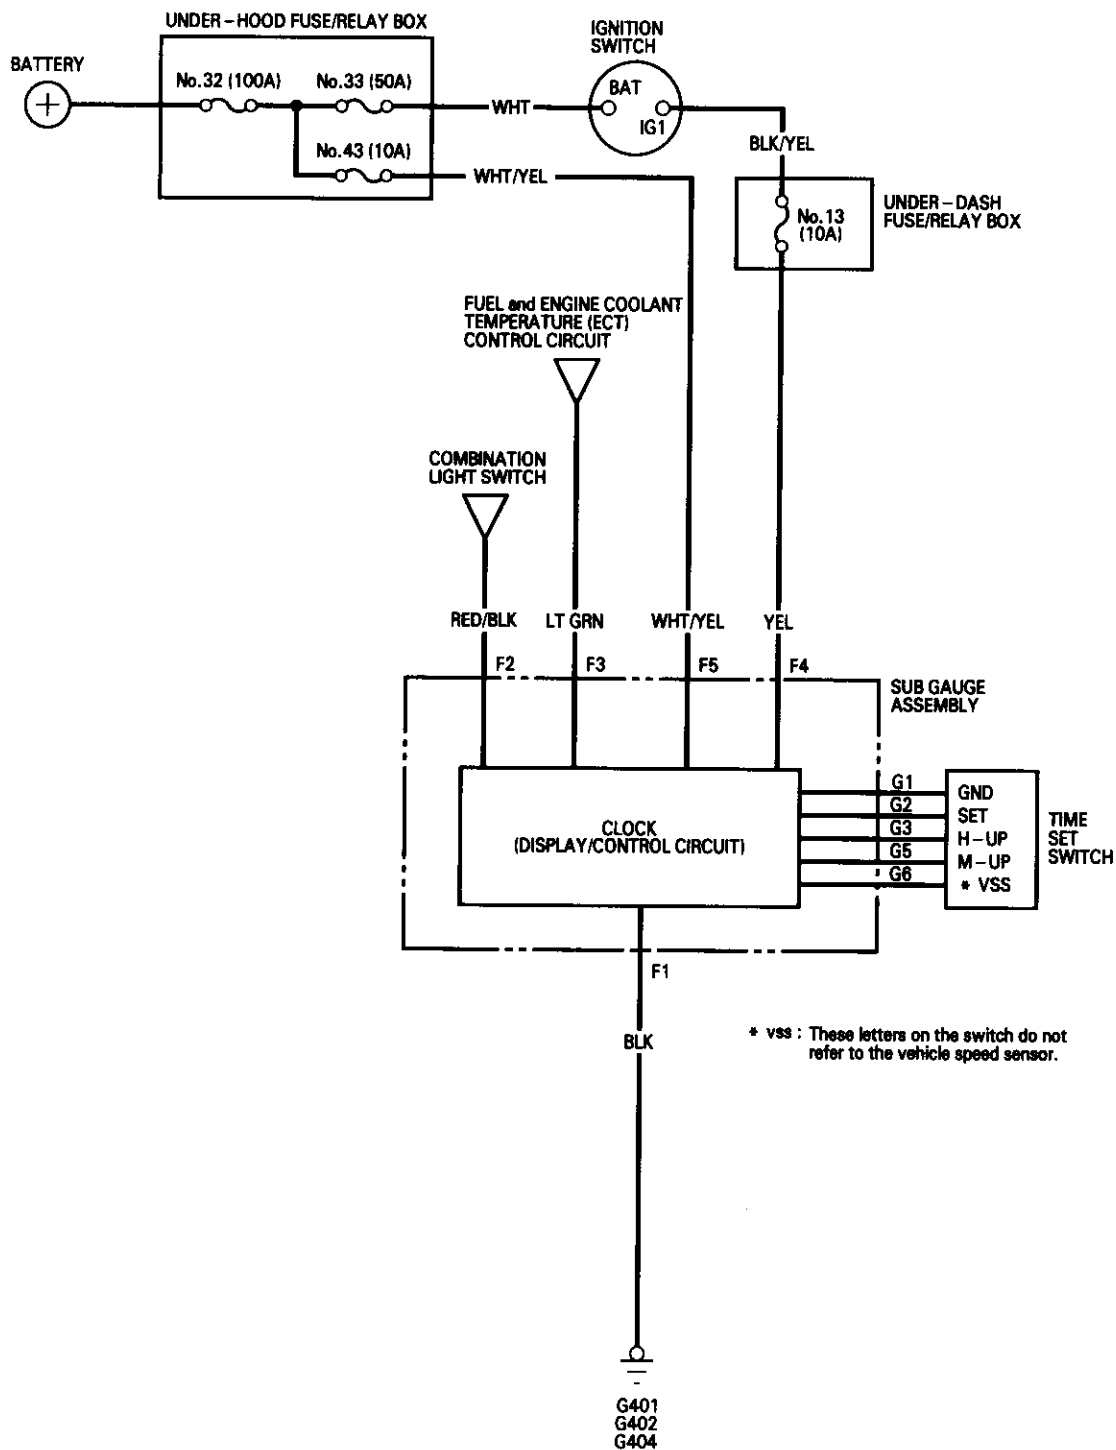 UNDER-HOOD FUSE/RELAY BOX
IGNITION
SWITCH
BATTERY
+
No.32 (100A)
No.33 (50A)
BAT
WHT
IG1
BLK/YEL
No.43 (10A)
WHT/YEL
UNDER-DASH
FUSE/RELAY BOX
No.13
(10A)
FUEL and ENGINE COOLANT
TEMPERATURE (ECT)
CONTROL CIRCUIT
COMBINATION
LIGHT SWITCH
RED/BLK
LT GRN
WHT/YEL
YEL
F2
F3
F5
F4
SUB GAUGE
ASSEMBLY
CLOCK
(DISPLAY/CONTROL CIRCUIT)
G1
G2
G3
G5
G6
GND
SET
H-UP
M-UP
* VSS
TIME
SET
SWITCH
F1
BLK
* vss : These letters on the switch do not
refer to the vehicle speed sensor.
G401
G402
G404